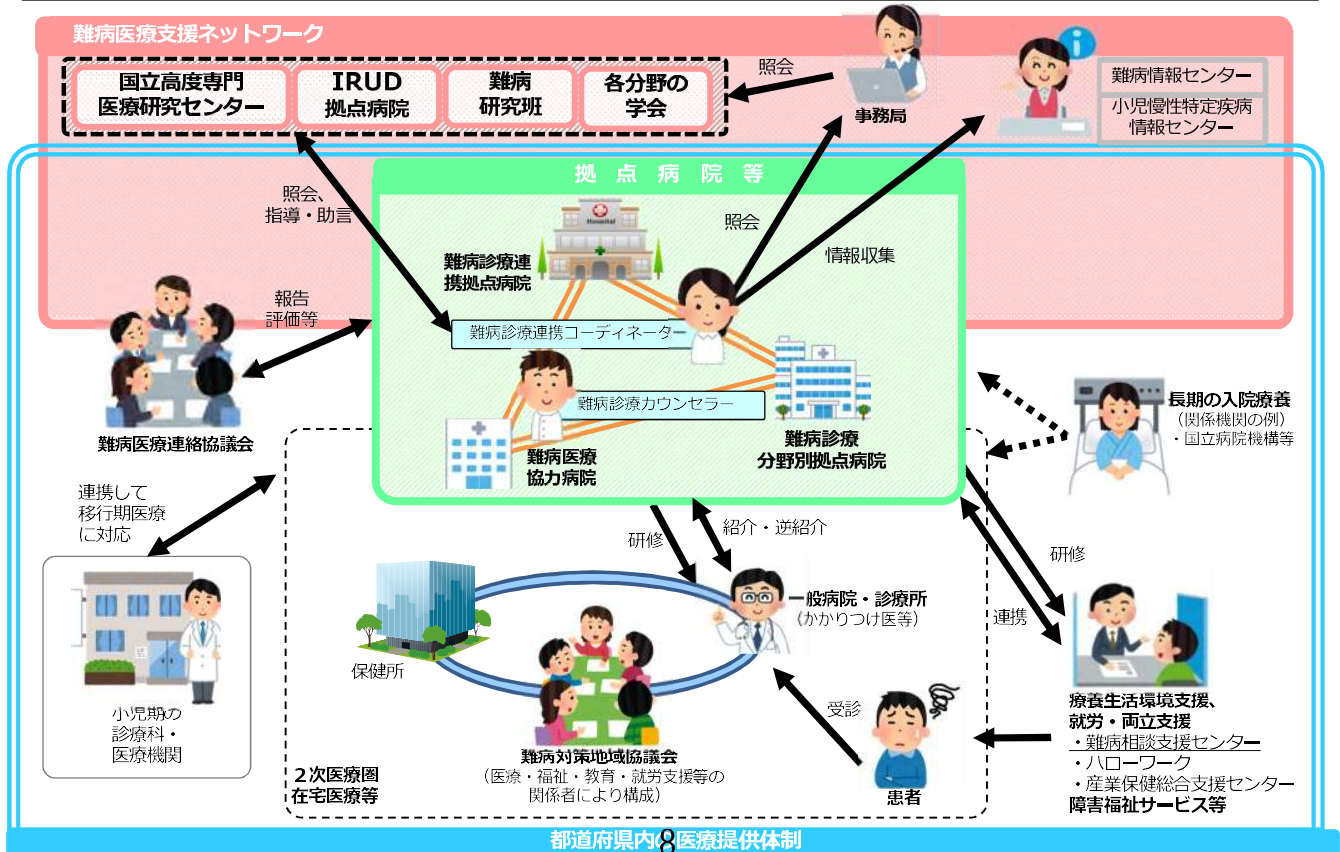 難病医療支援ネットワーク
国立高度専門
医療研究センター
IRUD
拠点病院
難病
研究班
各分野の
学会
照会
事務局
難病情報センター
小児慢性特定疾病
情報センター
拠点病院等
照会、
指導・助言
Hospital
難病診療連
携拠点病院
照会
情報収集
難病診療連携コーディネーター
難病診療カウンセラー
難病医療
協力病院
難病診療
分野別拠点病院
報告
評価等
難病医療連絡協議会
長期の入院療養
（関係機関の例）
・国立病院機構等
連携して
移行期医療
に対応
小児期の
診療科・
医療機関
研修
紹介・逆紹介
一般病院・診療所
（かかりつけ医等）
保健所
難病対策地域協議会
（医療・福祉・教育・就労支援等の
関係者により構成）
受診
患者
2次医療圏
在宅医療等
研修
連携
療養生活環境支援、
就労・両立支援
・難病相談支援センター
・ハローワーク
・産業保健総合支援センター
障害福祉サービス等
都道府県内の医療提供体制
8